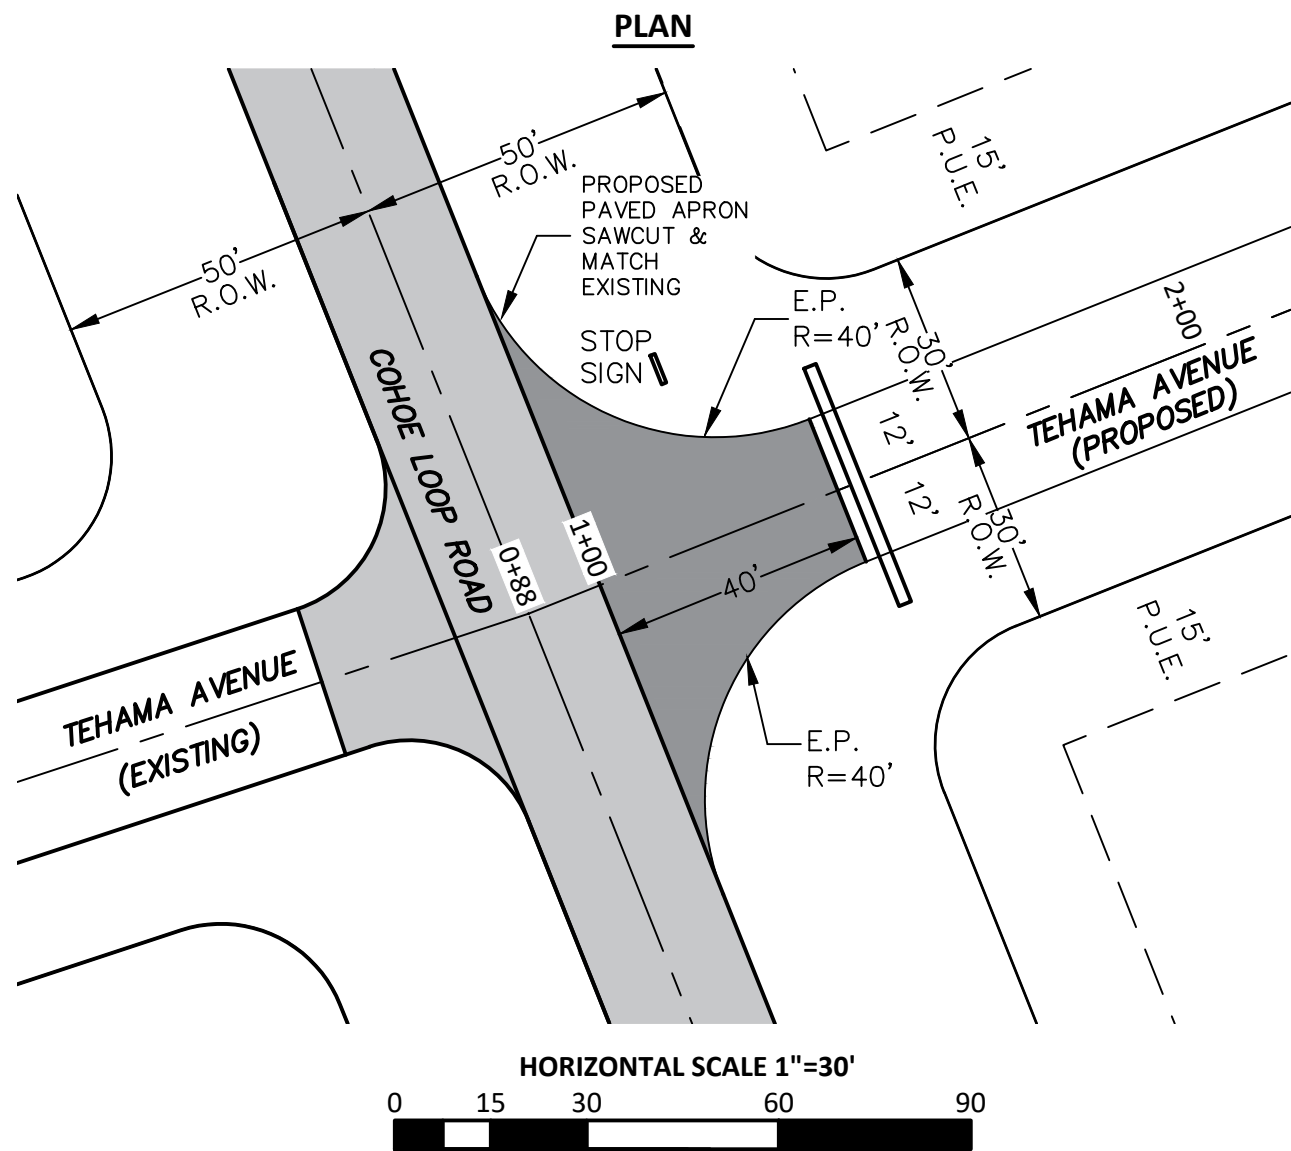 PLAN
50'
R.O.W.
50'
R.O.W.
PROPOSED
PAVED APRON
SAWCUT &
MATCH
EXISTING
15'
P.U.E.
STOP
SIGN
E.P.
R=40'
30'
R.O.W.
2+00
TEHAMA AVENUE
(PROPOSED)
12'
12'
30'
R.O.W.
COHOE LOOP ROAD
0+88
1+00
40'
15'
P.U.E.
TEHAMA AVENUE
(EXISTING)
E.P.
R=40'
HORIZONTAL SCALE 1"=30'
0 15 30 60 90